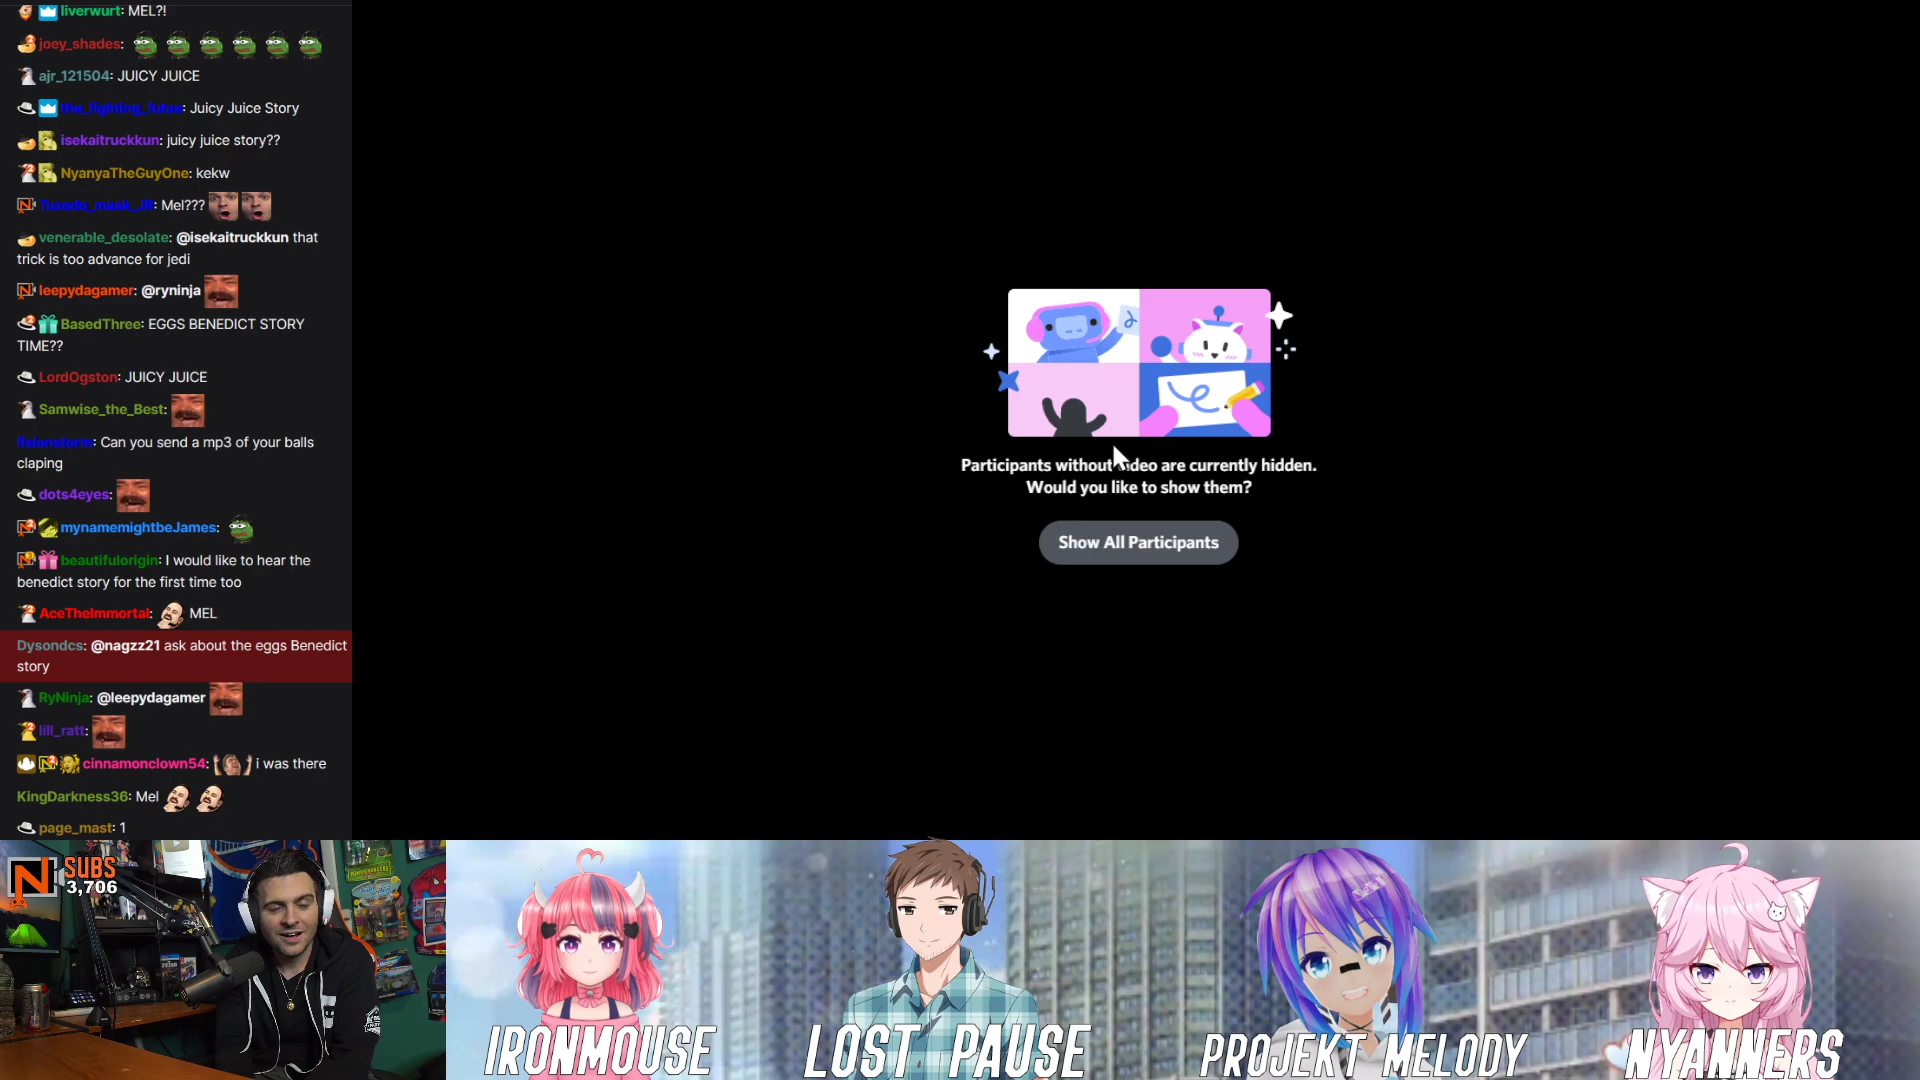 liverwurt: MEL?!
joey_shades:
ajr_121504: JUICY JUICE
the_fighting_futas: Juicy Juice Story
isekaitruckkun: juicy juice story??
NyanyaTheGuyOne: kekw
Tuxedo_mask_Jill: Mel???
venerable_desolate: @isekaitruckkun that
trick is too advance for jedi
leepydagamer: @ryninja
BasedThree: EGGS BENEDICT STORY
TIME??
LordOgston: JUICY JUICE
Samwise_the_Best:
: Can you send a mp3 of your balls
claping
dots4eyes:
mynamemightbeJames:
beautifulorigin: I would like to hear the
benedict story for the first time too
AceTheImmortal: MEL
Dysondcs: @nagzz21 ask about the eggs Benedict
story
RyNinja: @leepydagamer
lill_ratt:
cinnamonclown54: i was there
KingDarkness36: Mel
page_mast: 1
Participants without video are currently hidden.
Would you like to show them?
Show All Participants
N SUBS
3,706
IRONMOUSE
LOST PAUSE
PROJEKT MELODY
NYANNERS